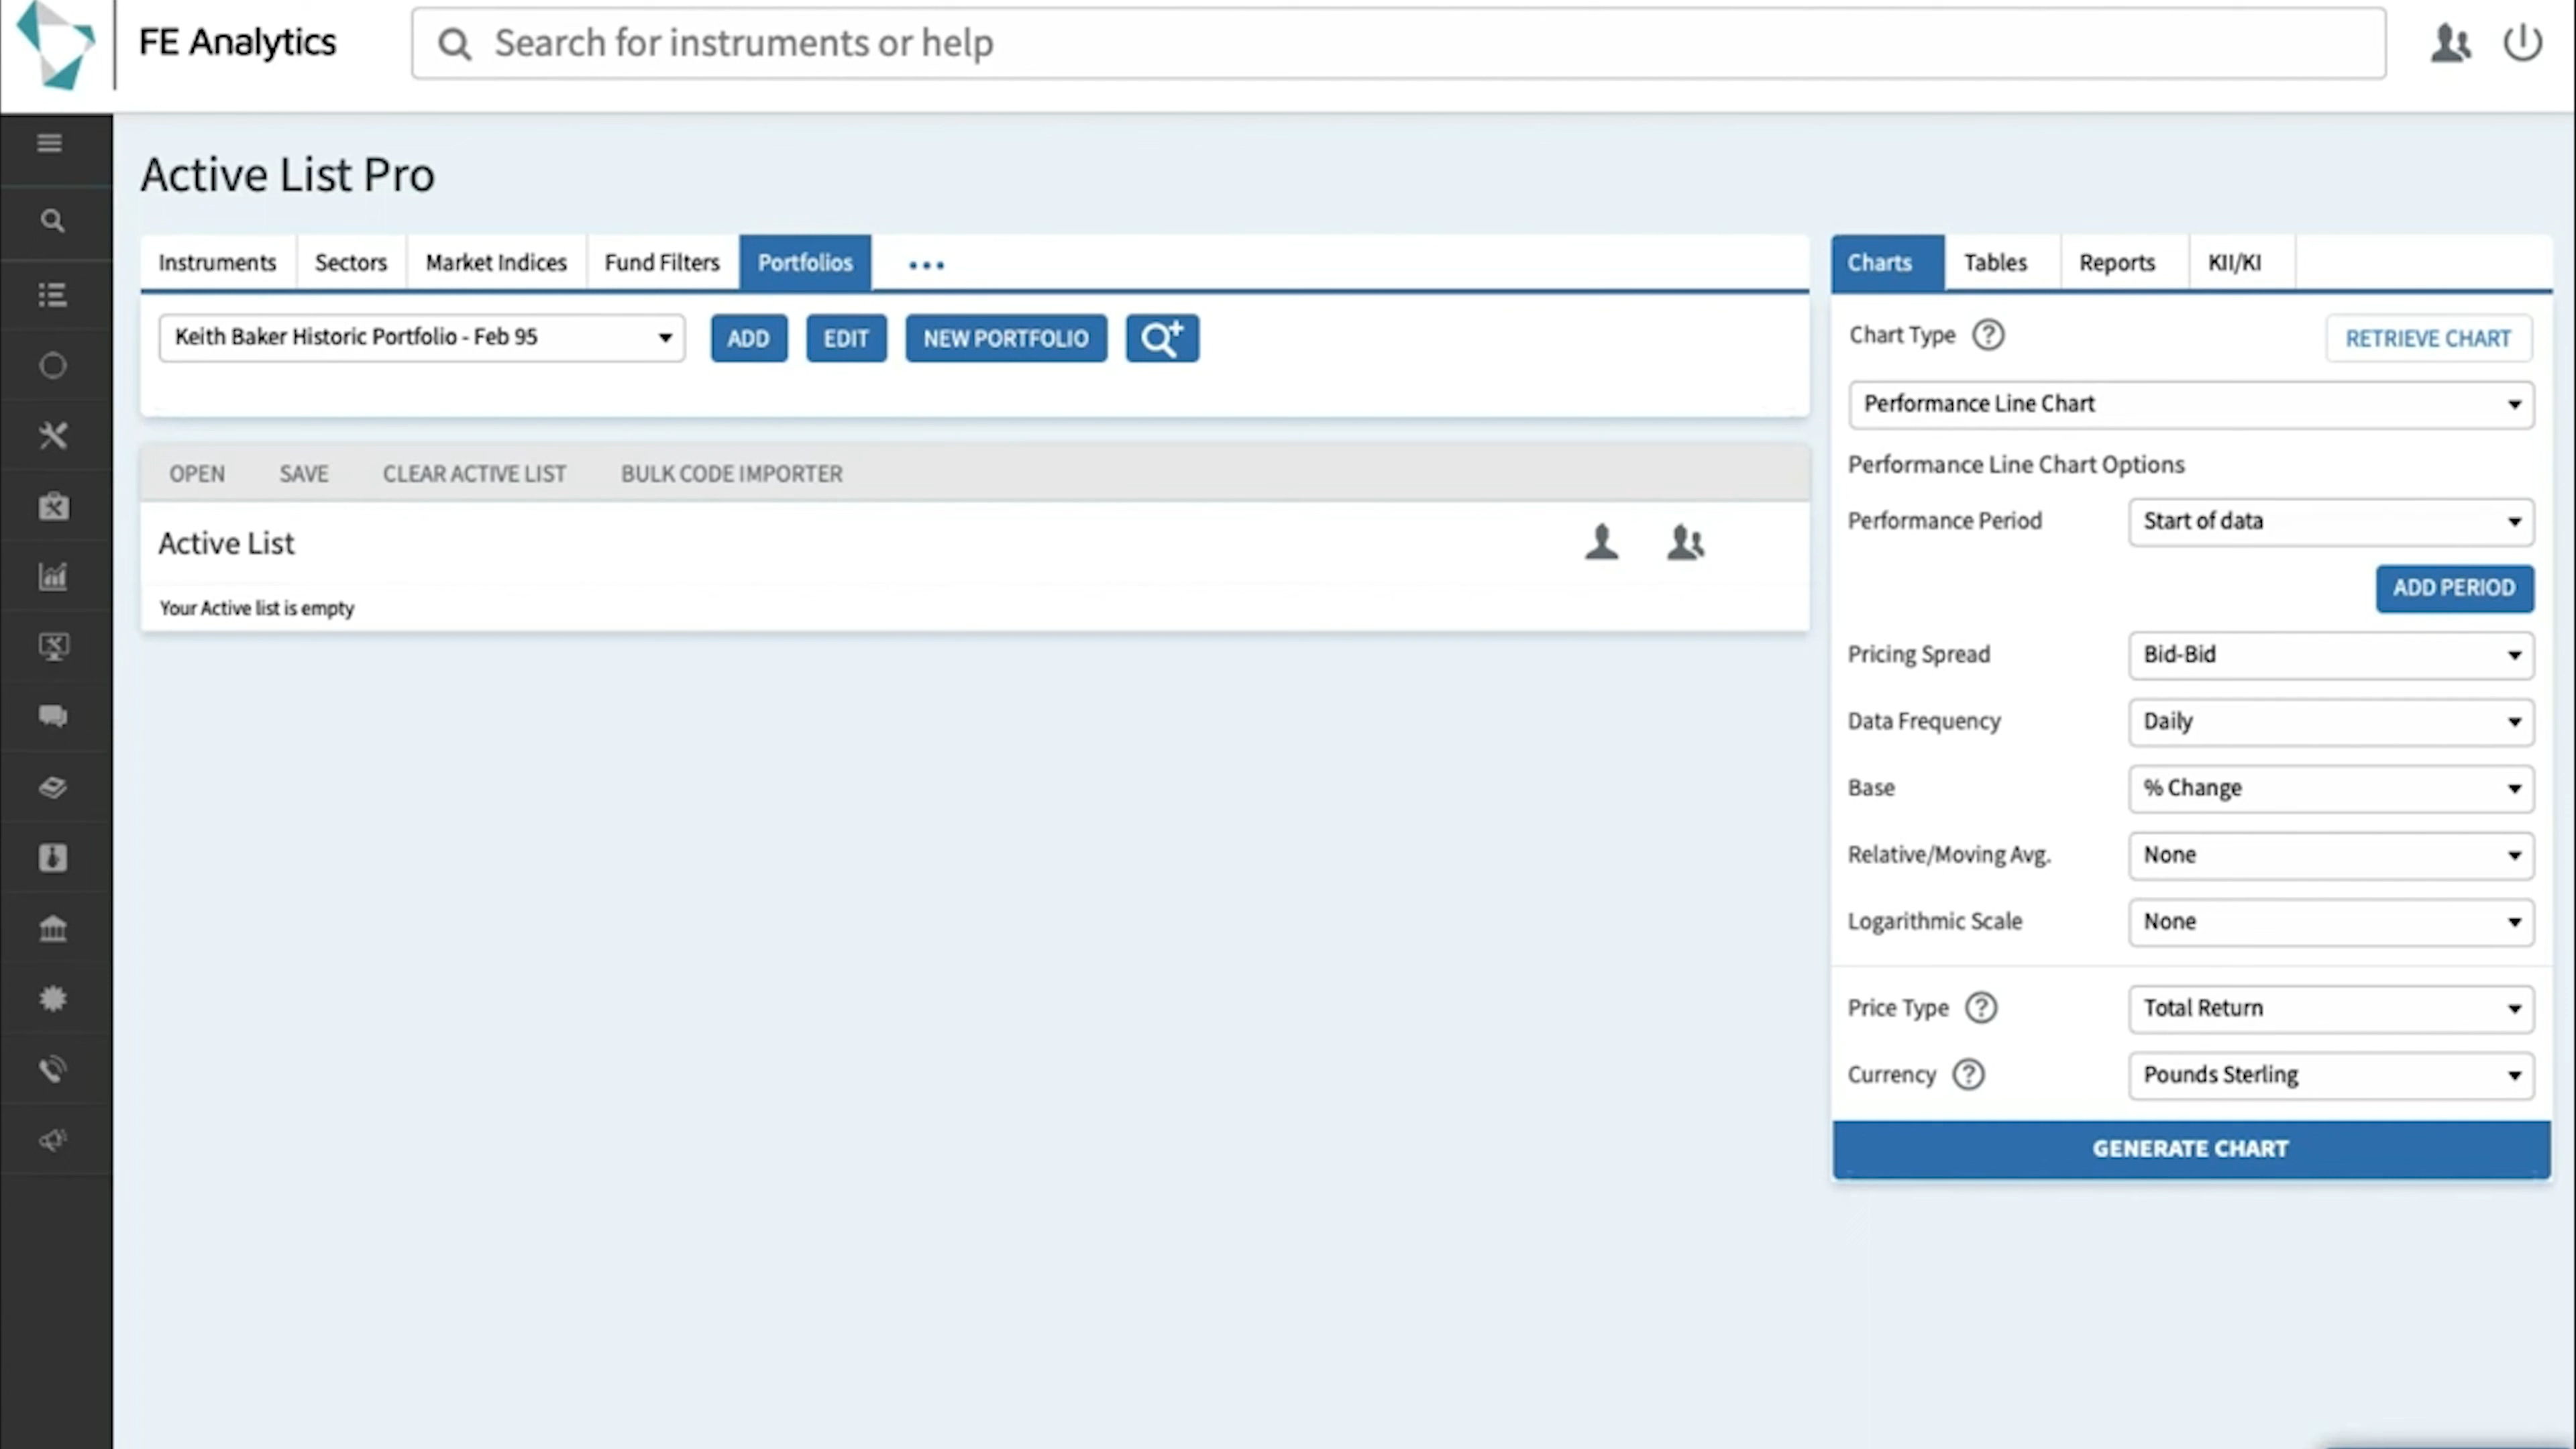 FE Analytics
Search for instruments or help
Active List Pro
Instruments Sectors Market Indices Fund Filters Portfolios ...
Keith Baker Historic Portfolio - Feb 95 ADD EDIT NEW PORTFOLIO
OPEN SAVE CLEAR ACTIVE LIST BULK CODE IMPORTER
Active List
Your Active list is empty
Charts Tables Reports KII/KI
Chart Type ? RETRIEVE CHART
Performance Line Chart
Performance Line Chart Options
Performance Period Start of data
ADD PERIOD
Pricing Spread Bid-Bid
Data Frequency Daily
Base % Change
Relative/Moving Avg. None
Logarithmic Scale None
Price Type ? Total Return
Currency ? Pounds Sterling
GENERATE CHART